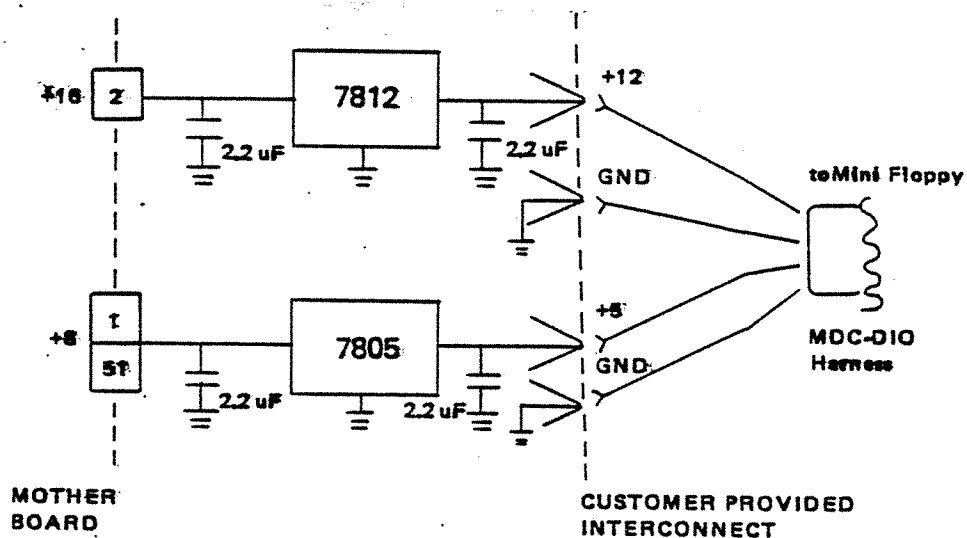 +16
2
7812
2.2 uF
2.2 uF
+12
GND
to Mini Floppy
+8
1
51
7805
2.2 uF
2.2 uF
+5
GND
MDC-DIO
Harness
MOTHER
BOARD
CUSTOMER PROVIDED
INTERCONNECT